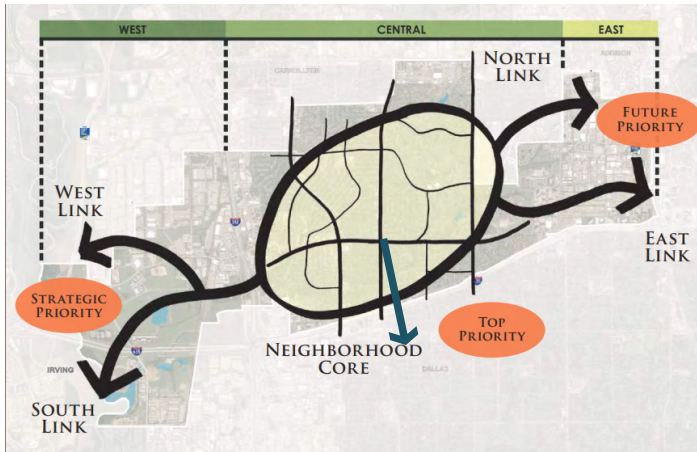 WEST
CENTRAL
EAST
CARROLLTON
ADDISON
NORTH
LINK
FUTURE
PRIORITY
WEST
LINK
EAST
LINK
STRATEGIC
PRIORITY
TOP
PRIORITY
NEIGHBORHOOD
CORE
IRVING
DALLAS
SOUTH
LINK